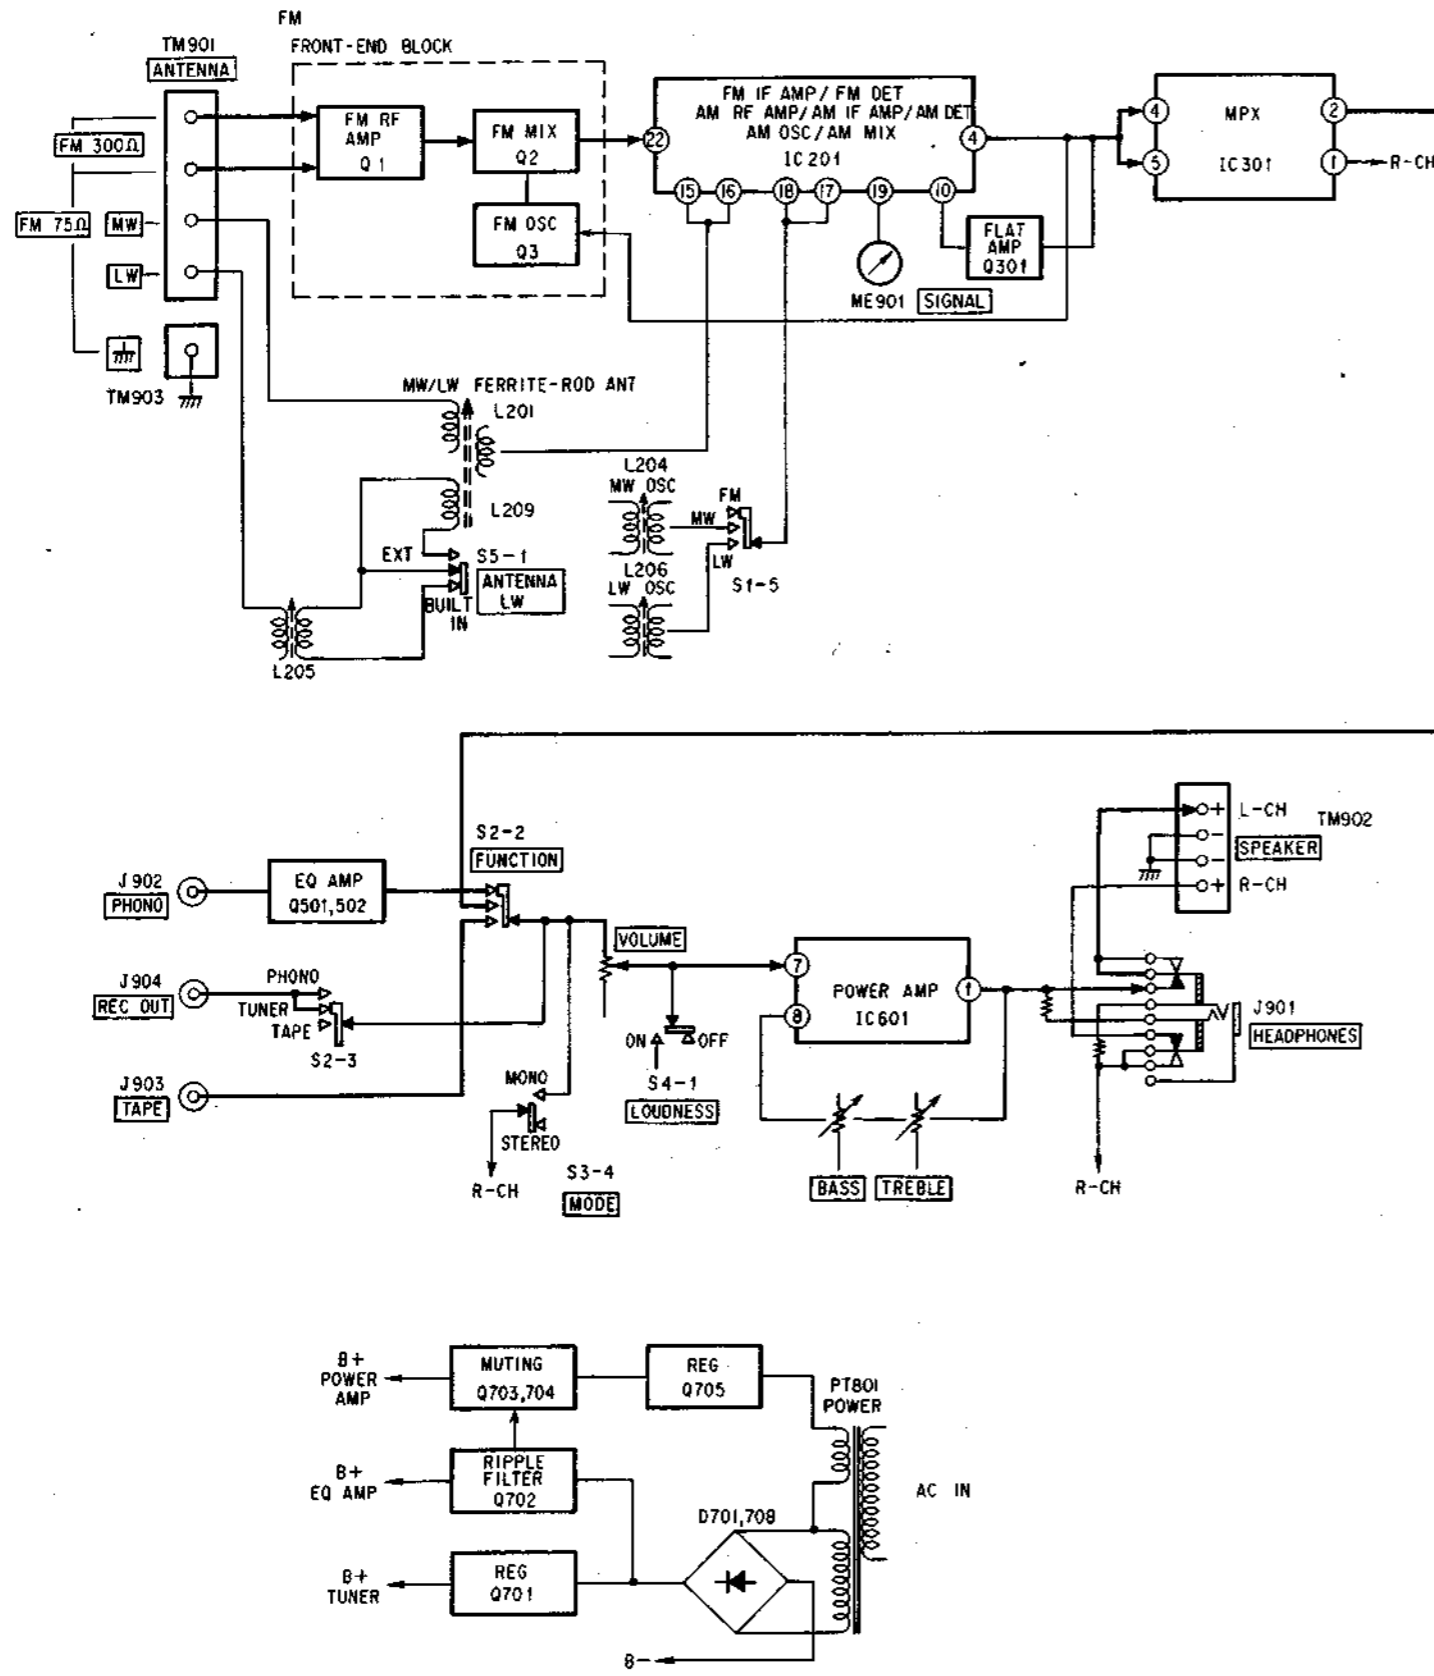 FM
FRONT-END BLOCK
TM901
ANTENNA
FM 300Ω
FM 75Ω
MW
LW
TM903
FM RF
AMP
Q1
FM MIX
Q2
FM OSC
Q3
FM IF AMP/FM DET
AM RF AMP/AM IF AMP/AM DET
AM OSC/AM MIX
IC201
22
4
15
16
18
17
19
10
FLAT
AMP
Q301
ME901
SIGNAL
MPX
IC301
4
5
2
1
R-CH
MW/LW FERRITE-ROD ANT
L201
L209
EXT
S5-1
ANTENNA
LW
BUILT
IN
L205
L204
MW OSC
FM
MW
LW
L206
LW OSC
S1-5
S2-2
FUNCTION
J902
PHONO
EQ AMP
Q501,502
J904
REC OUT
PHONO
TUNER
TAPE
S2-3
J903
TAPE
MONO
STEREO
R-CH
S3-4
MODE
VOLUME
ON
OFF
S4-1
LOUDNESS
7
8
POWER AMP
IC601
1
BASS
TREBLE
L-CH
TM902
SPEAKER
R-CH
+
-
-
+
J901
HEADPHONES
R-CH
B+
POWER
AMP
MUTING
Q703,704
REG
Q705
PT801
POWER
B+
EQ AMP
RIPPLE
FILTER
Q702
AC IN
D701,708
B+
TUNER
REG
Q701
B-